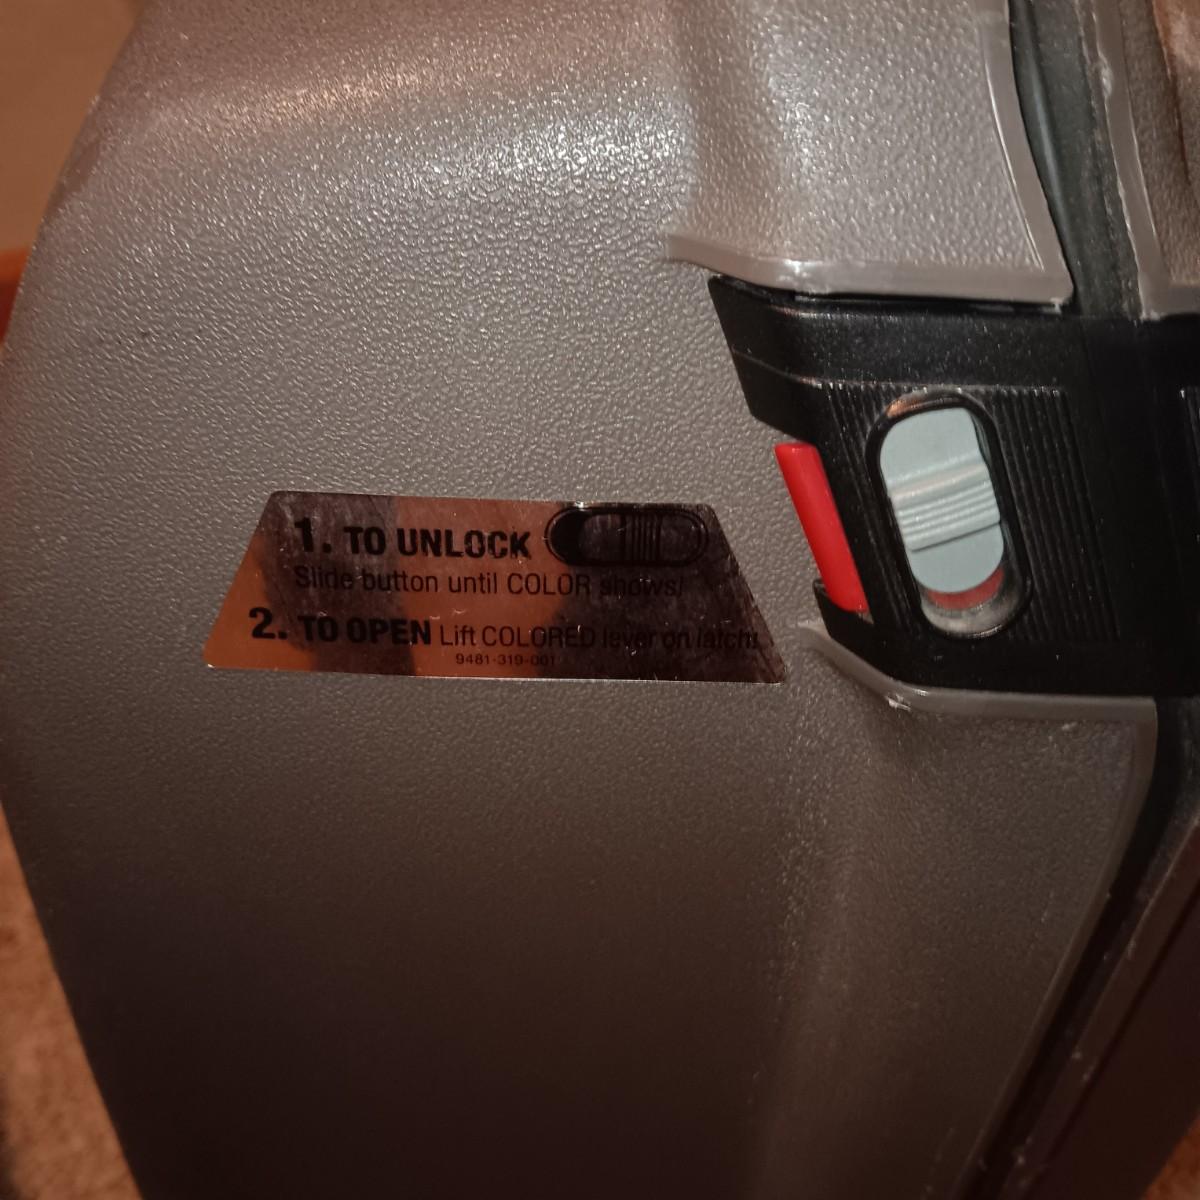 1. TO UNLOCK
Slide button until COLOR shows!
2. TO OPEN Lift COLORED lever on latch!
9481-319-001